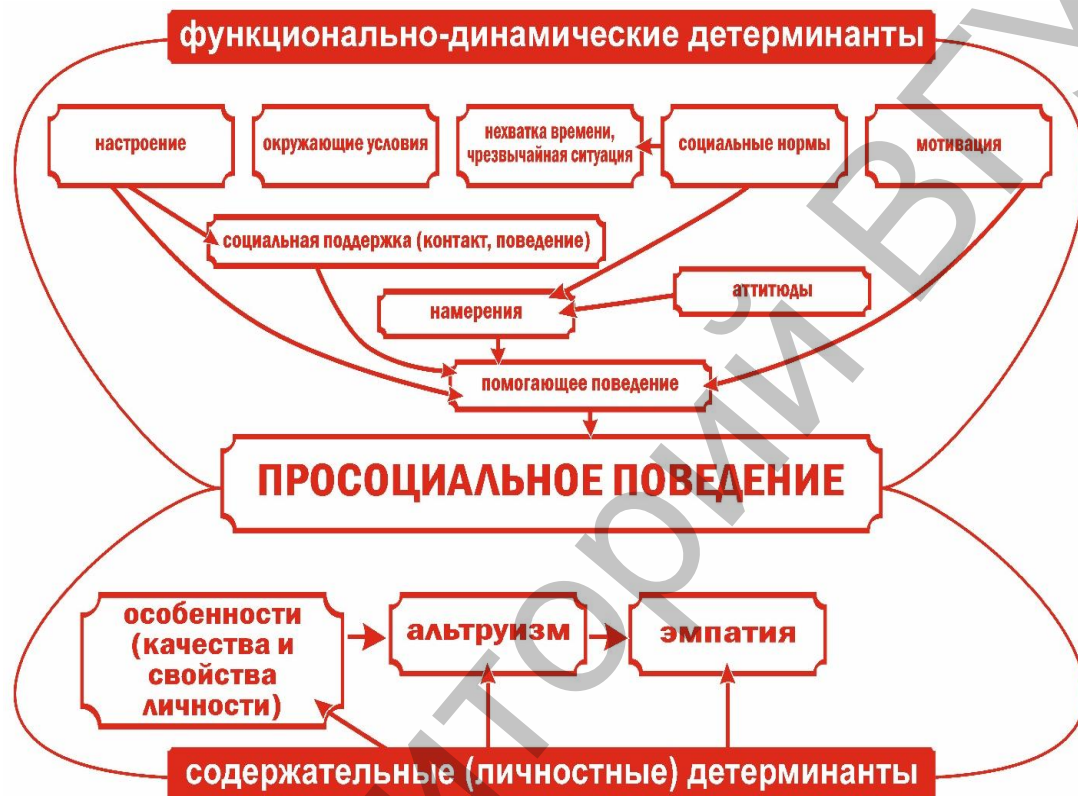 функционально-динамические детерминанты
настроение
окружающие условия
нехватка времени,
чрезвычайная ситуация
социальные нормы
мотивация
социальная поддержка (контакт, поведение)
намерения
аттитюды
помогающее поведение
ПРОСОЦИАЛЬНОЕ ПОВЕДЕНИЕ
особенности
(качества и
свойства
личности)
альтруизм
эмпатия
содержательные (личностные) детерминанты